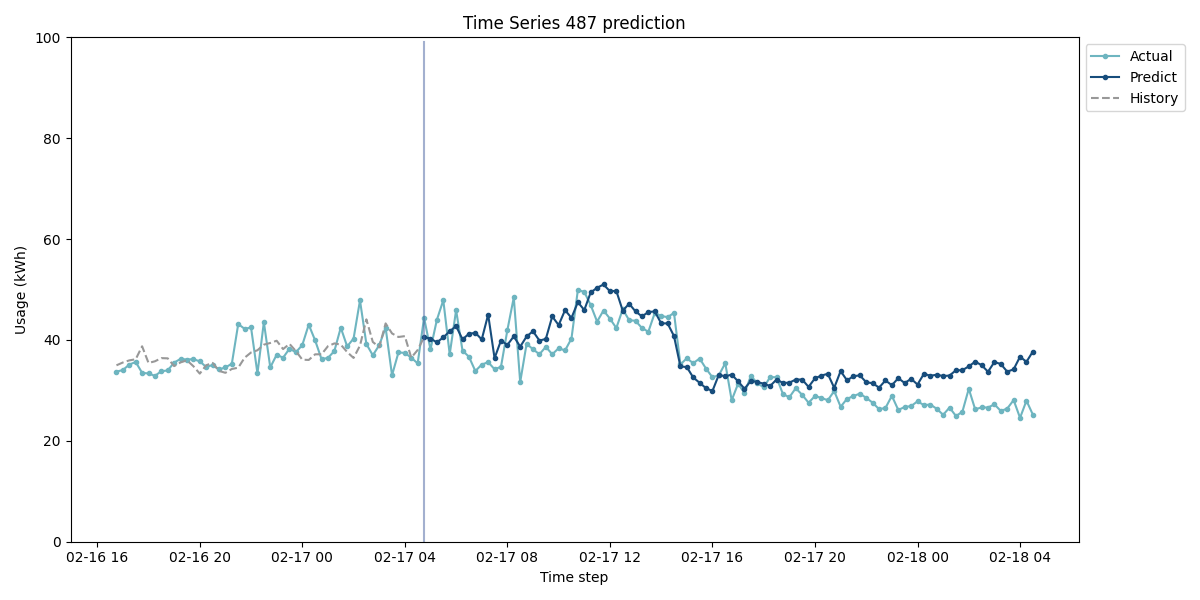 Time Series 487 prediction
100
80
60
40
20
0
Usage (kWh)
02-16 16 02-16 20 02-17 00 02-17 04 02-17 08 02-17 12 02-17 16 02-17 20 02-18 00 02-18 04
Time step
Actual
Predict
History